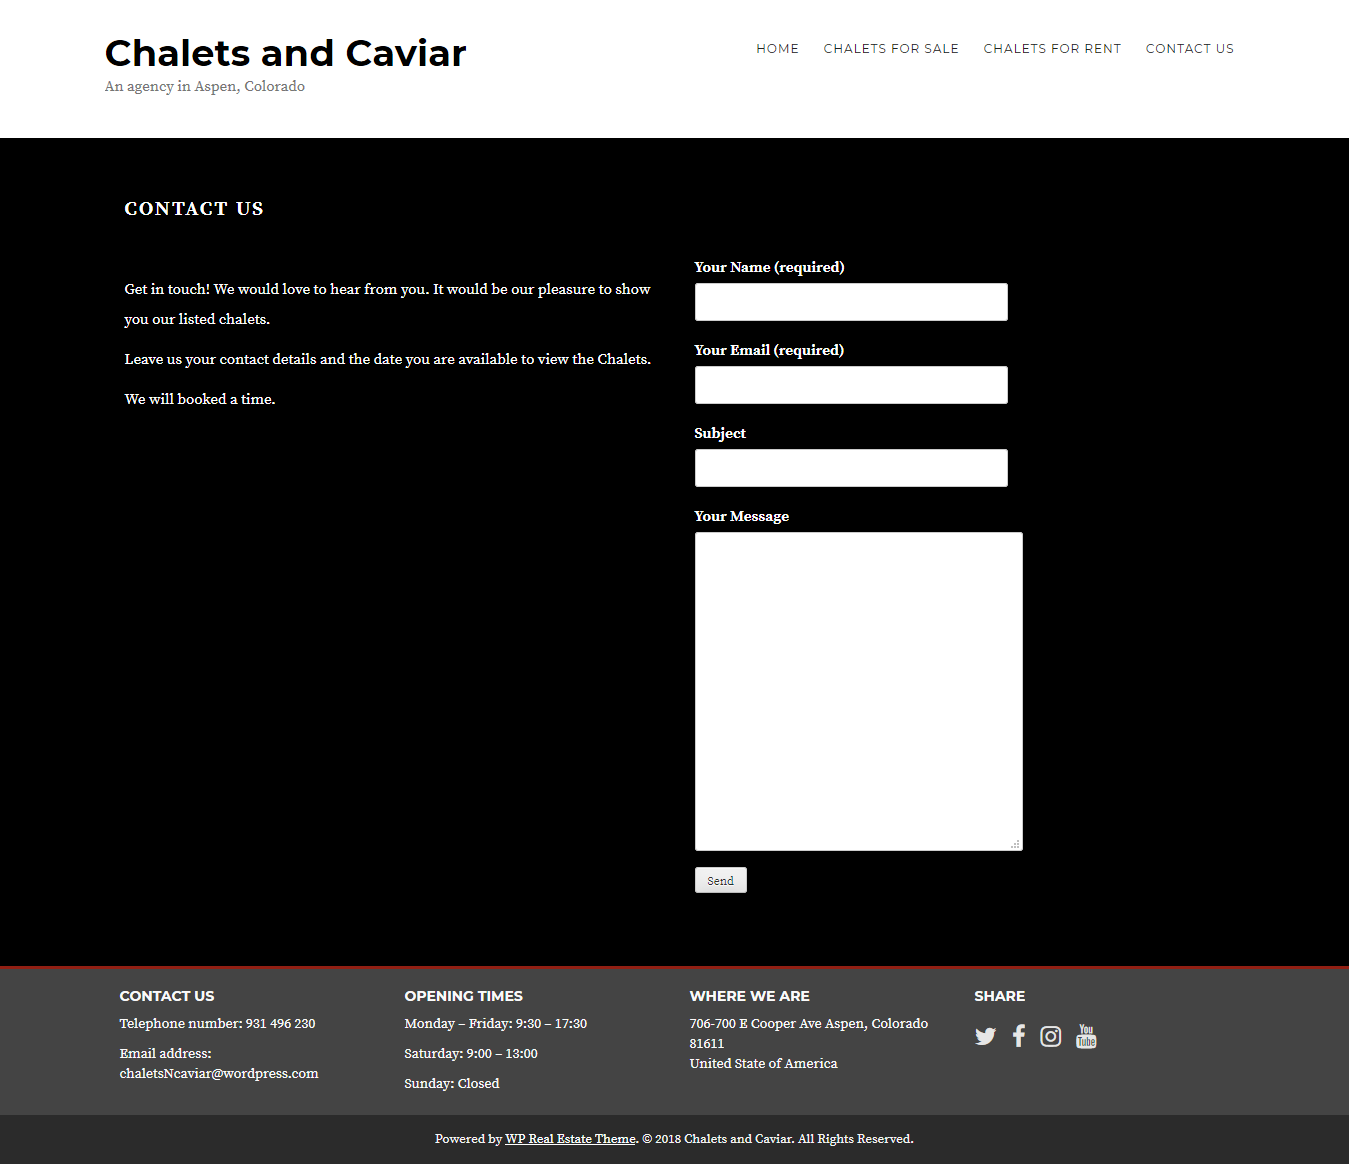 Chalets and Caviar
An agency in Aspen, Colorado
HOME CHALETS FOR SALE CHALETS FOR RENT CONTACT US
CONTACT US
Get in touch! We would love to hear from you. It would be our pleasure to show
you our listed chalets.
Leave us your contact details and the date you are available to view the Chalets.
We will booked a time.
Your Name (required)
Your Email (required)
Subject
Your Message
Send
CONTACT US
Telephone number: 931 496 230
Email address:
chaletsNcaviar@wordpress.com
OPENING TIMES
Monday – Friday: 9:30 – 17:30
Saturday: 9:00 – 13:00
Sunday: Closed
WHERE WE ARE
706-700 E Cooper Ave Aspen, Colorado
81611
United State of America
SHARE
You
Tube
Powered by WP Real Estate Theme. © 2018 Chalets and Caviar. All Rights Reserved.